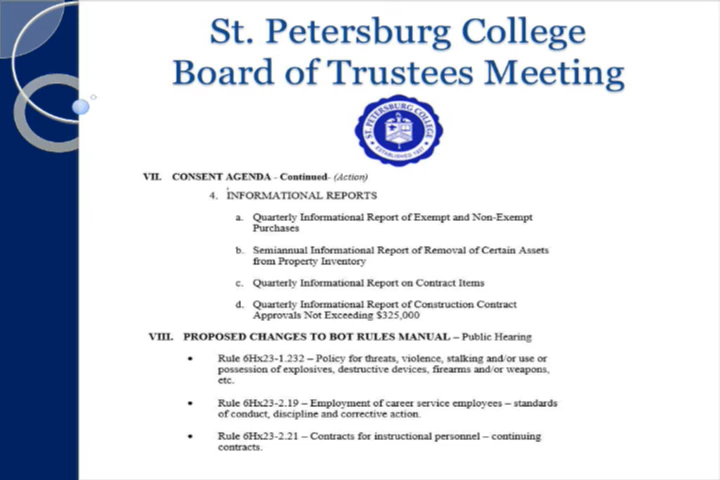 St. Petersburg College
Board of Trustees Meeting
ST. PETERSBURG COLLEGE
ESTABLISHED 1927
VII. CONSENT AGENDA - Continued- (Action)
4. INFORMATIONAL REPORTS
a. Quarterly Informational Report of Exempt and Non-Exempt
Purchases
b. Semiannual Informational Report of Removal of Certain Assets
from Property Inventory
c. Quarterly Informational Report on Contract Items
d. Quarterly Informational Report of Construction Contract
Approvals Not Exceeding $325,000
VIII. PROPOSED CHANGES TO BOT RULES MANUAL – Public Hearing
• Rule 6Hx23-1.232 – Policy for threats, violence, stalking and/or use or
possession of explosives, destructive devices, firearms and/or weapons,
etc.
• Rule 6Hx23-2.19 – Employment of career service employees – standards
of conduct, discipline and corrective action.
• Rule 6Hx23-2.21 – Contracts for instructional personnel – continuing
contracts.